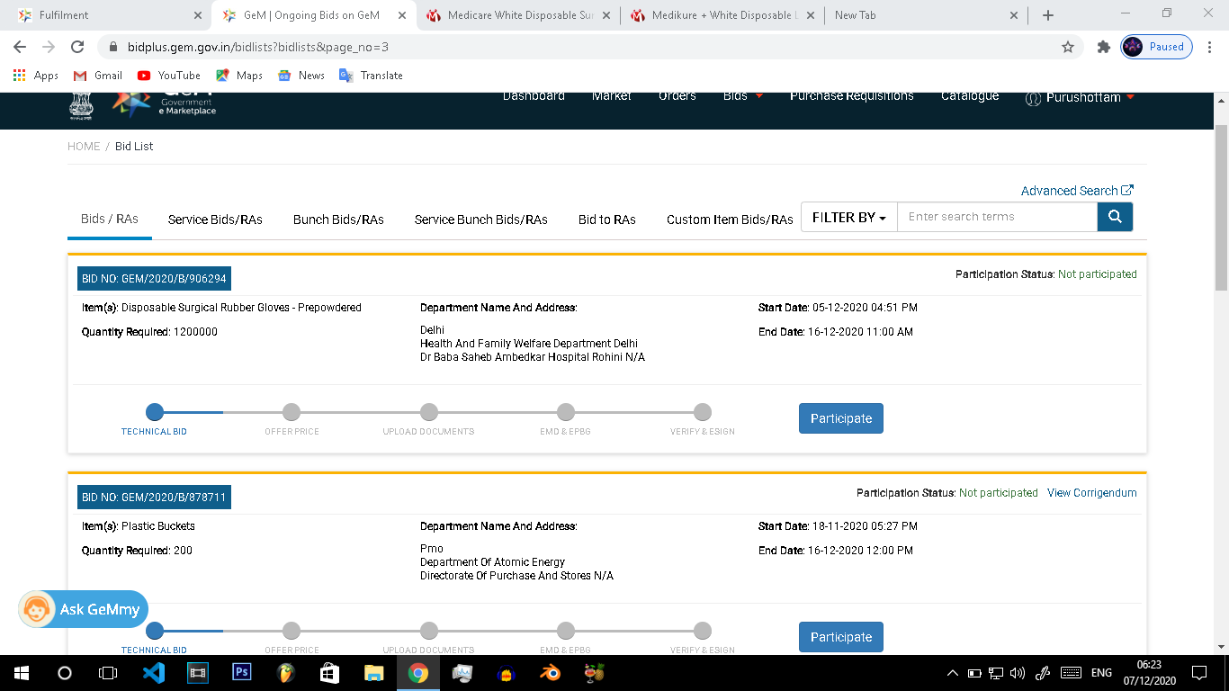 Fulfilment
GeM | Ongoing Bids on GeM
Medicare White Disposable Sur
Medikure + White Disposable L
New Tab
bidplus.gem.gov.in/bidlists?bidlists&page_no=3
Paused
Apps
Gmail
YouTube
Maps
News
Translate
GeM
Government
e Marketplace
Dashboard
Market
Orders
Bids
Purchase Requisitions
Catalogue
Purushottam
HOME / Bid List
Advanced Search
Bids / RAs
Service Bids/RAs
Bunch Bids/RAs
Service Bunch Bids/RAs
Bid to RAs
Custom Item Bids/RAs
FILTER BY
Enter search terms
BID NO: GEM/2020/B/906294
Participation Status: Not participated
Item(s): Disposable Surgical Rubber Gloves - Prepowdered
Quantity Required: 1200000
Department Name And Address:
Delhi
Health And Family Welfare Department Delhi
Dr Baba Saheb Ambedkar Hospital Rohini N/A
Start Date: 05-12-2020 04:51 PM
End Date: 16-12-2020 11:00 AM
TECHNICAL BID
OFFER PRICE
UPLOAD DOCUMENTS
EMD & EPBG
VERIFY & ESIGN
Participate
BID NO: GEM/2020/B/878711
Participation Status: Not participated
View Corrigendum
Item(s): Plastic Buckets
Quantity Required: 200
Department Name And Address:
Pmo
Department Of Atomic Energy
Directorate Of Purchase And Stores N/A
Start Date: 18-11-2020 05:27 PM
End Date: 16-12-2020 12:00 PM
Ask GeMmy
TECHNICAL BID
OFFER PRICE
UPLOAD DOCUMENTS
EMD & EPBG
VERIFY & ESIGN
Participate
Ps
ENG
06:23
07/12/2020